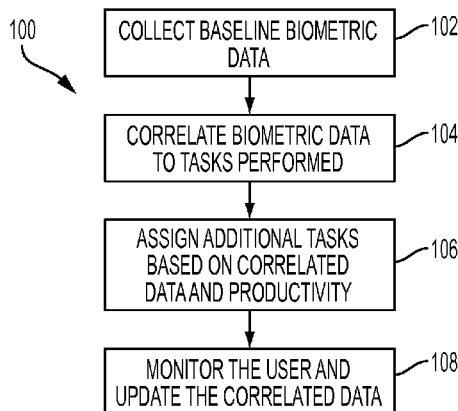 100
COLLECT BASELINE BIOMETRIC
DATA
102
CORRELATE BIOMETRIC DATA
TO TASKS PERFORMED
104
ASSIGN ADDITIONAL TASKS
BASED ON CORRELATED
DATA AND PRODUCTIVITY
106
MONITOR THE USER AND
UPDATE THE CORRELATED DATA
108